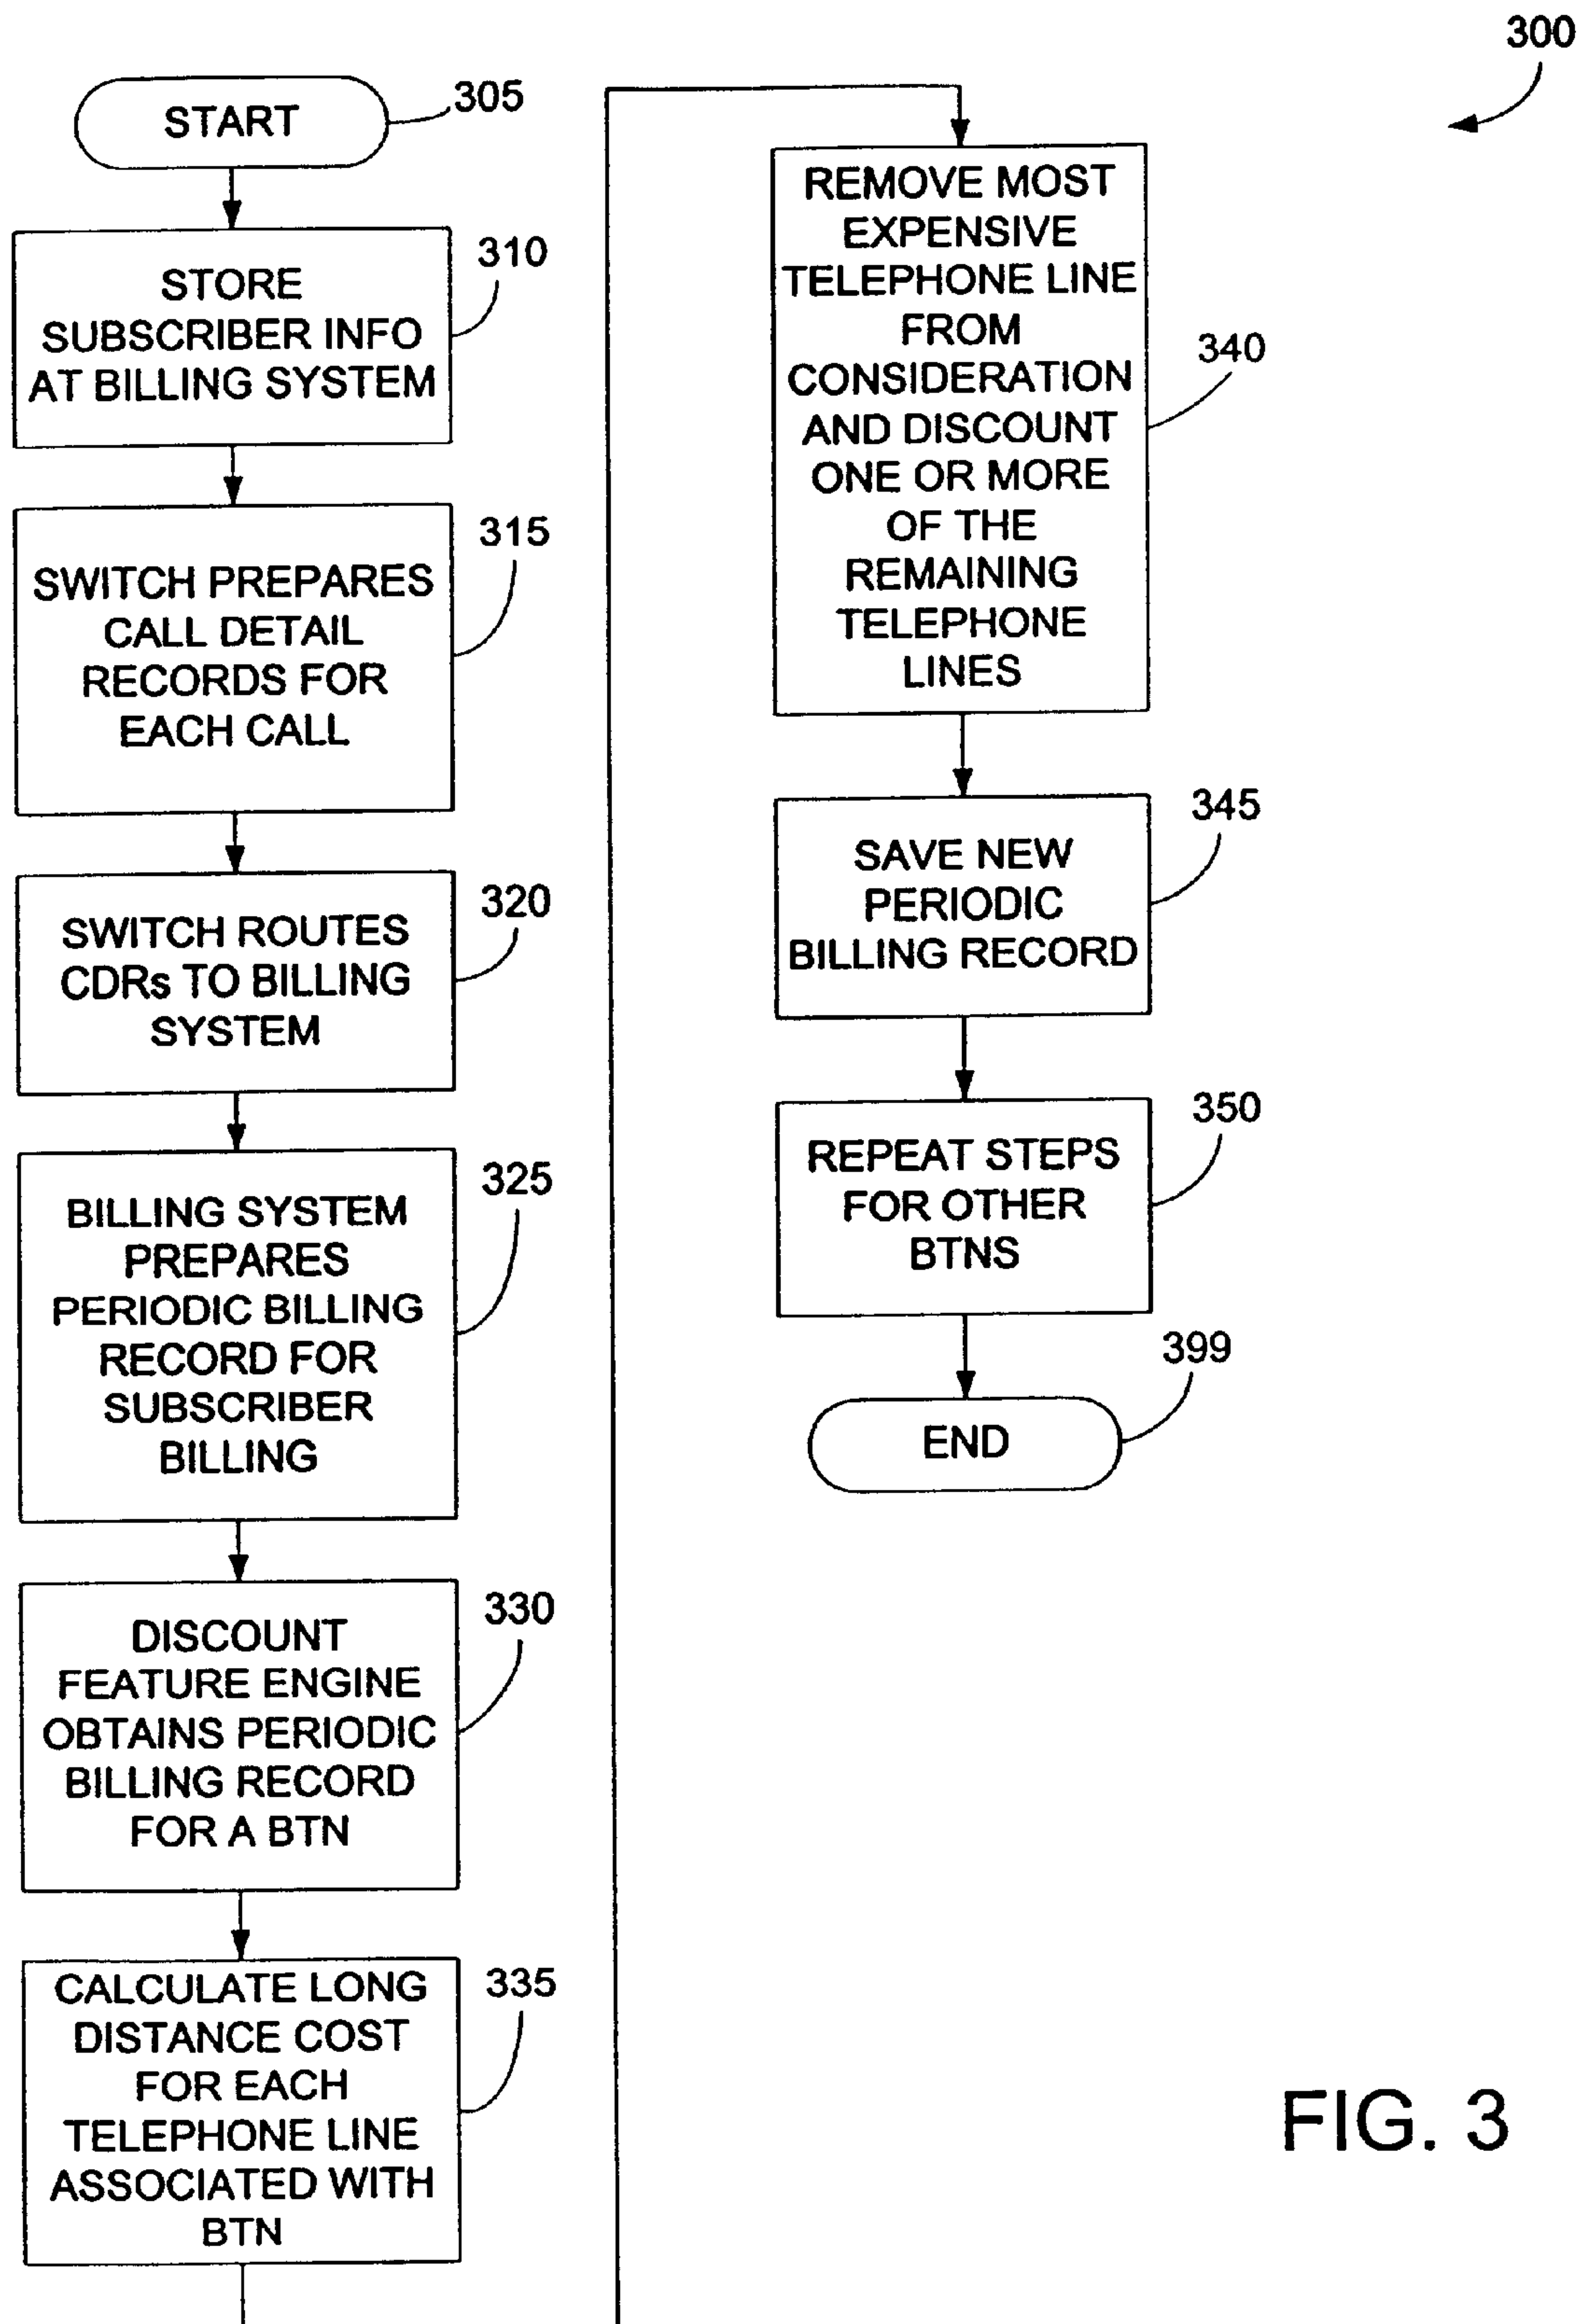 300
START
305
STORE
SUBSCRIBER INFO
AT BILLING SYSTEM
310
SWITCH PREPARES
CALL DETAIL
RECORDS FOR
EACH CALL
315
SWITCH ROUTES
CDRs TO BILLING
SYSTEM
320
BILLING SYSTEM
PREPARES
PERIODIC BILLING
RECORD FOR
SUBSCRIBER
BILLING
325
DISCOUNT
FEATURE ENGINE
OBTAINS PERIODIC
BILLING RECORD
FOR A BTN
330
CALCULATE LONG
DISTANCE COST
FOR EACH
TELEPHONE LINE
ASSOCIATED WITH
BTN
335
REMOVE MOST
EXPENSIVE
TELEPHONE LINE
FROM
CONSIDERATION
AND DISCOUNT
ONE OR MORE
OF THE
REMAINING
TELEPHONE
LINES
340
SAVE NEW
PERIODIC
BILLING RECORD
345
REPEAT STEPS
FOR OTHER
BTNS
350
END
399
FIG. 3